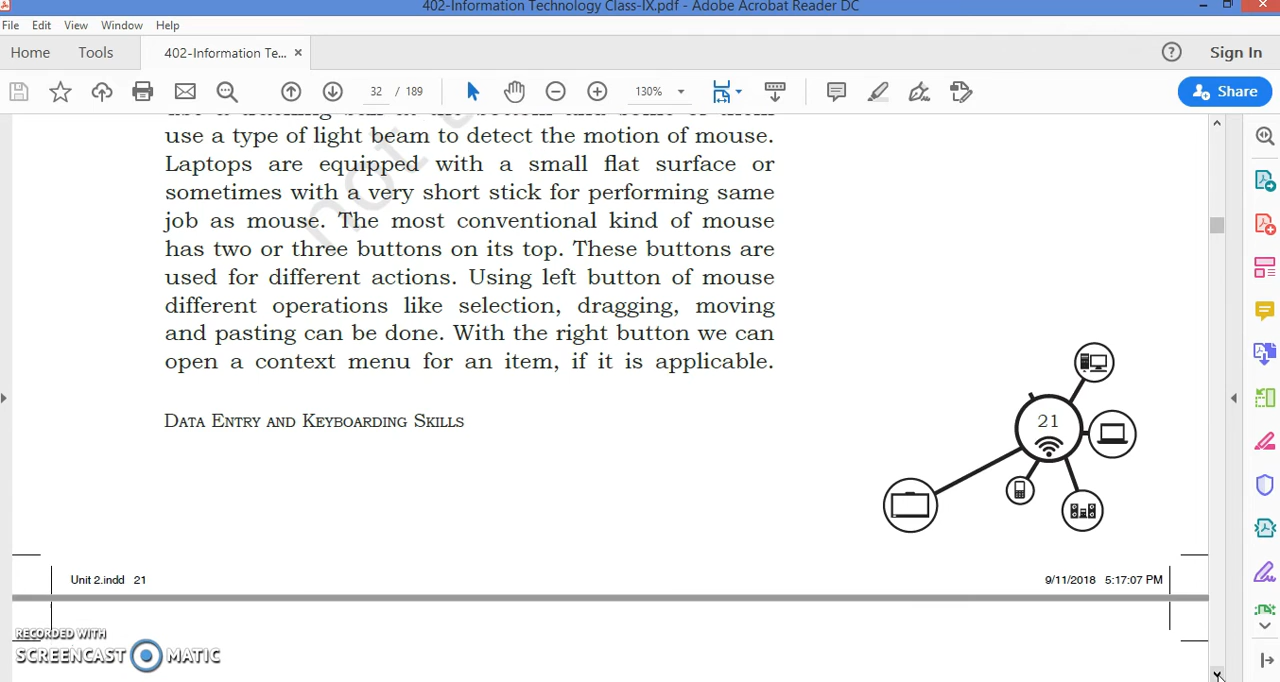 402-Information Technology Class-IX.pdf - Adobe Acrobat Reader DC
File Edit View Window Help
Home Tools 402-Information Te... × ? Sign In
32 / 189 130% Share
use a type of light beam to detect the motion of mouse.
Laptops are equipped with a small flat surface or
sometimes with a very short stick for performing same
job as mouse. The most conventional kind of mouse
has two or three buttons on its top. These buttons are
used for different actions. Using left button of mouse
different operations like selection, dragging, moving
and pasting can be done. With the right button we can
open a context menu for an item, if it is applicable.
DATA ENTRY AND KEYBOARDING SKILLS
21
Unit 2.indd 21 9/11/2018 5:17:07 PM
RECORDED WITH
SCREENCAST MATIC